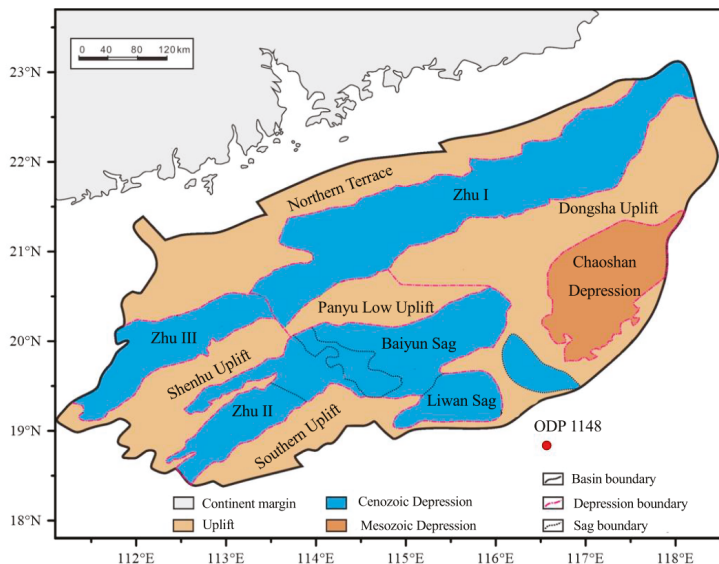 0 40 80 120 km
23°N
22°N
21°N
20°N
19°N
18°N
Northern Terrace
Zhu I
Dongsha Uplift
Chaoshan
Depression
Panyu Low Uplift
Zhu III
Baiyun Sag
Shenhu Uplift
Zhu II
Liwan Sag
Southern Uplift
ODP 1148
Continent margin
Cenozoic Depression
Basin boundary
Uplift
Mesozoic Depression
Depression boundary
Sag boundary
112°E 113°E 114°E 115°E 116°E 117°E 118°E